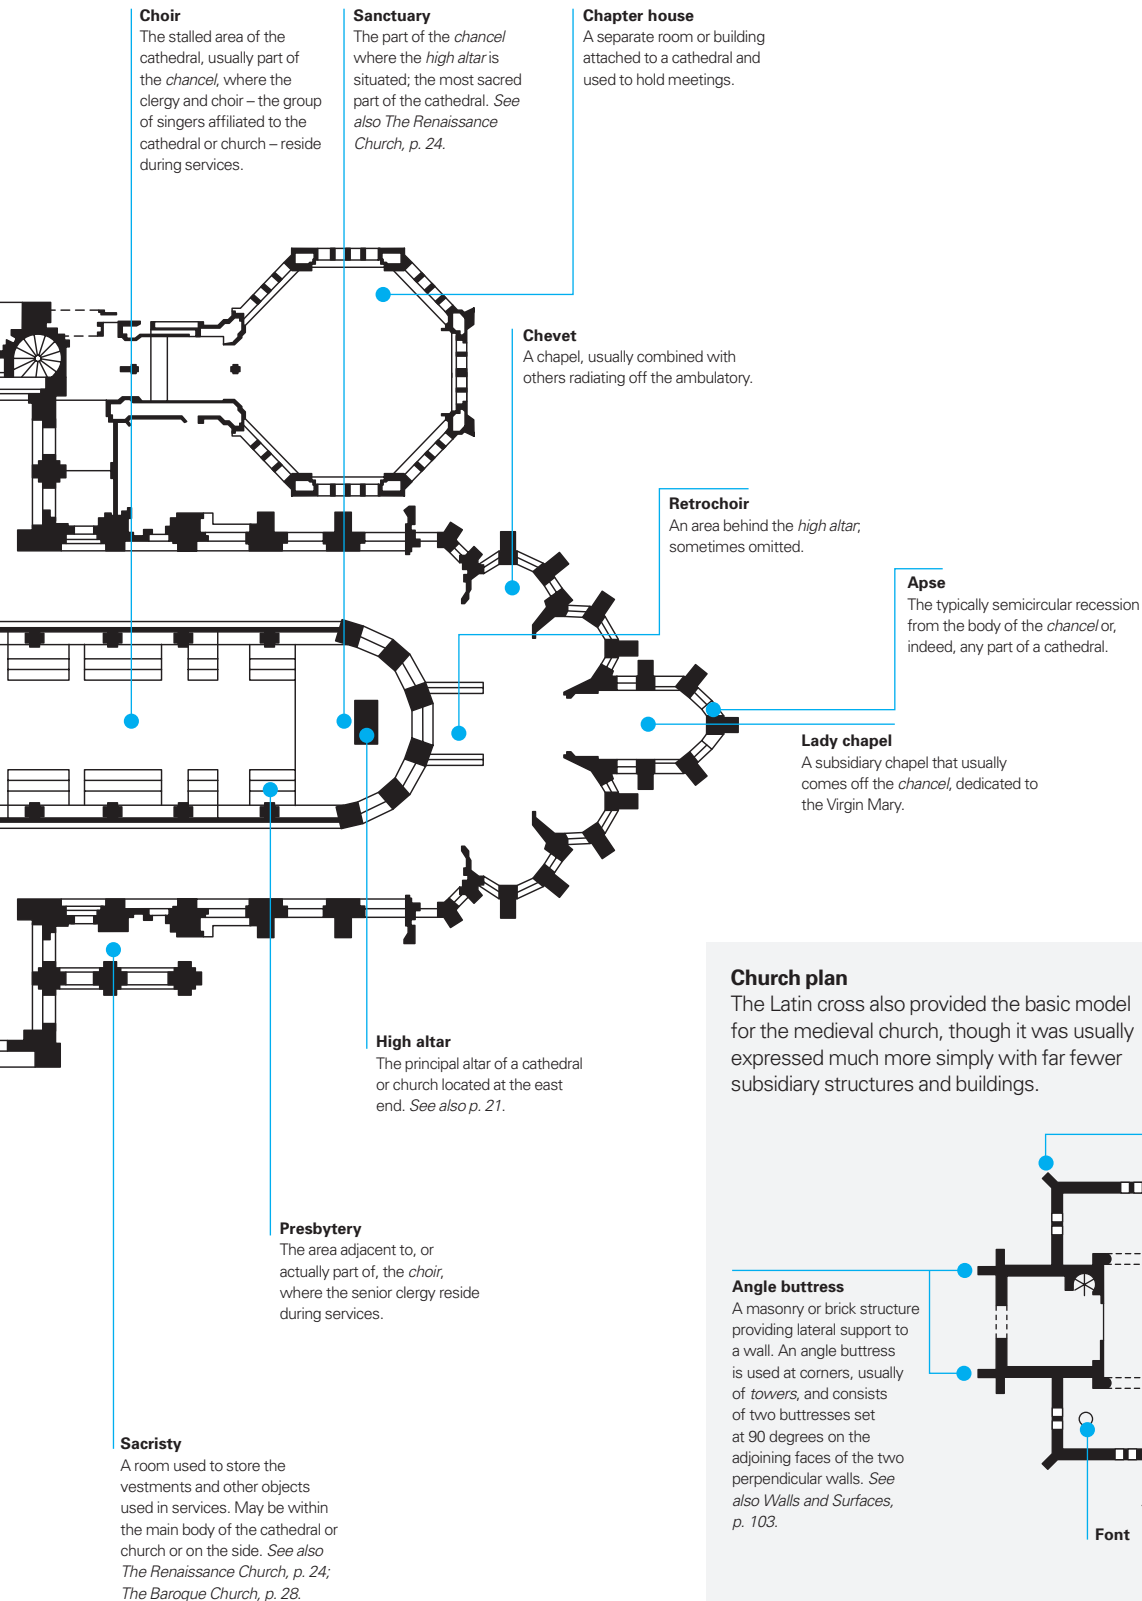 Choir
The stalled area of the
cathedral, usually part of
the chancel, where the
clergy and choir – the group
of singers affiliated to the
cathedral or church – reside
during services.
Sanctuary
The part of the chancel
where the high altar is
situated; the most sacred
part of the cathedral. See
also The Renaissance
Church, p. 24.
Chapter house
A separate room or building
attached to a cathedral and
used to hold meetings.
Chevet
A chapel, usually combined with
others radiating off the ambulatory.
Retrochoir
An area behind the high altar;
sometimes omitted.
Apse
The typically semicircular recession
from the body of the chancel or,
indeed, any part of a cathedral.
Lady chapel
A subsidiary chapel that usually
comes off the chancel, dedicated to
the Virgin Mary.
High altar
The principal altar of a cathedral
or church located at the east
end. See also p. 21.
Presbytery
The area adjacent to, or
actually part of, the choir,
where the senior clergy reside
during services.
Sacristy
A room used to store the
vestments and other objects
used in services. May be within
the main body of the cathedral or
church or on the side. See also
The Renaissance Church, p. 24;
The Baroque Church, p. 28.
Church plan
The Latin cross also provided the basic model
for the medieval church, though it was usually
expressed much more simply with far fewer
subsidiary structures and buildings.
Angle buttress
A masonry or brick structure
providing lateral support to
a wall. An angle buttress
is used at corners, usually
of towers, and consists
of two buttresses set
at 90 degrees on the
adjoining faces of the two
perpendicular walls. See
also Walls and Surfaces,
p. 103.
Font